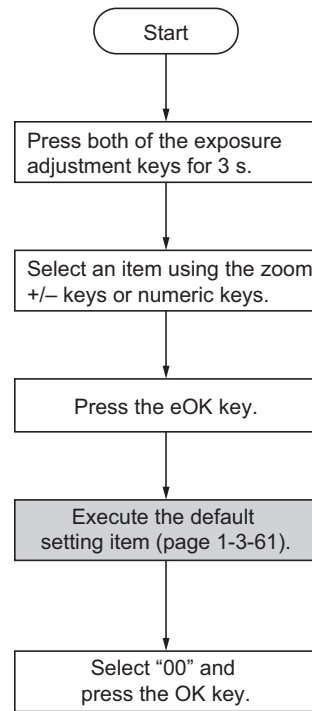 Start
Press both of the exposure
adjustment keys for 3 s.
Select an item using the zoom
+/– keys or numeric keys.
Press the eOK key.
Execute the default
setting item (page 1-3-61).
Select “00” and
press the OK key.